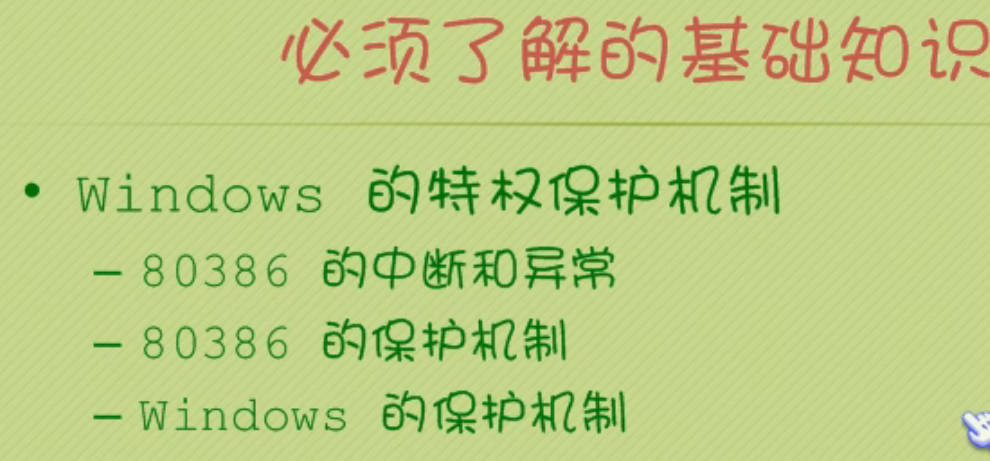 必须了解的基础知识
• Windows 的特权保护机制
– 80386 的中断和异常
– 80386 的保护机制
– Windows 的保护机制